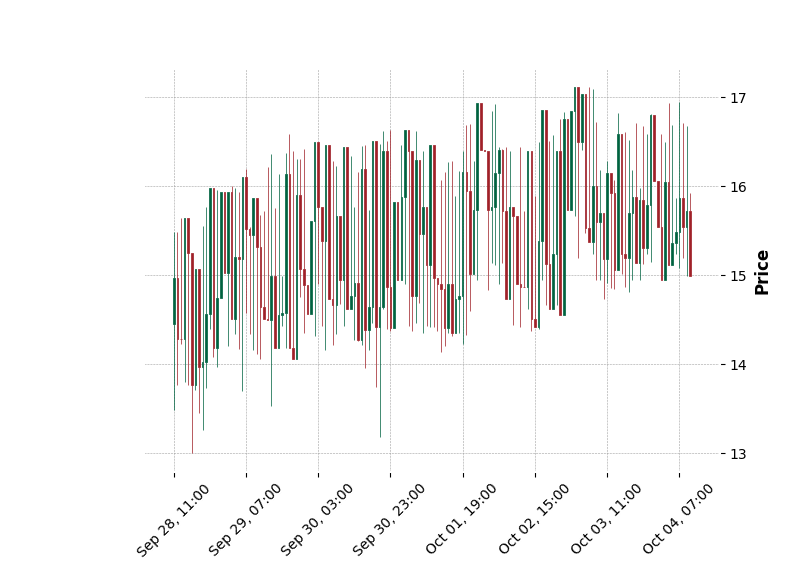 17
16
15
14
13
Price
Sep 28, 11:00
Sep 29, 07:00
Sep 30, 03:00
Sep 30, 23:00
Oct 01, 19:00
Oct 02, 15:00
Oct 03, 11:00
Oct 04, 07:00